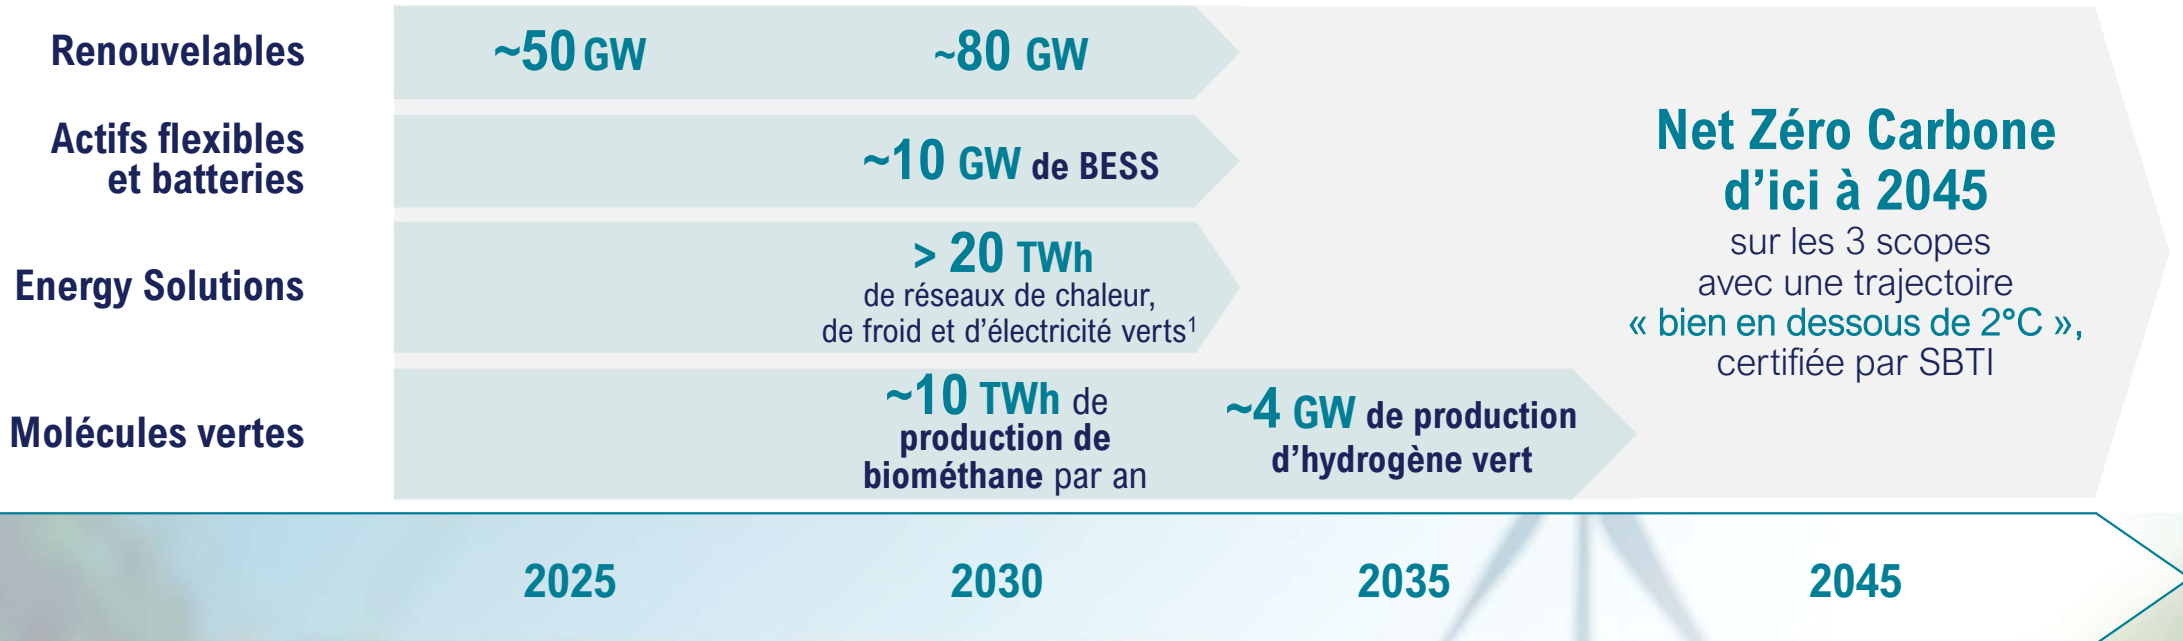 Renouvelables
~50 GW
~80 GW
Actifs flexibles
et batteries
~10 GW de BESS
Energy Solutions
> 20 TWh
de réseaux de chaleur,
de froid et d’électricité verts¹
Molécules vertes
~10 TWh de
production de
biométhane par an
~4 GW de production
d’hydrogène vert
Net Zéro Carbone
d’ici à 2045
sur les 3 scopes
avec une trajectoire
« bien en dessous de 2°C »,
certifiée par SBTI
2025
2030
2035
2045